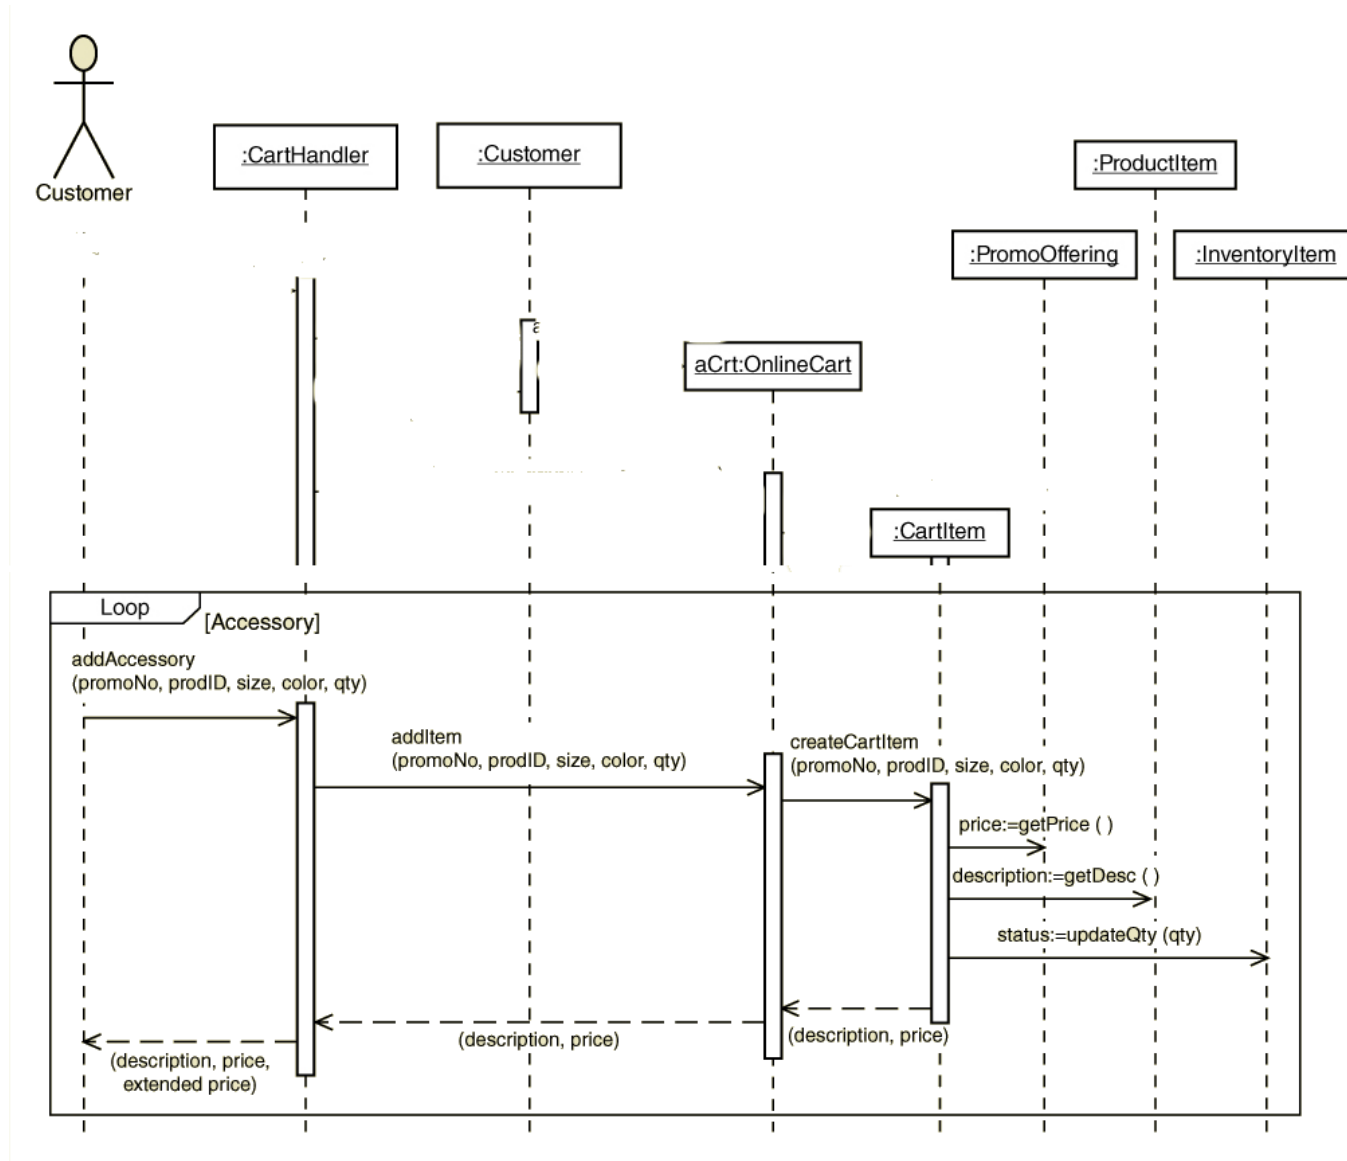 Customer
:CartHandler
:Customer
:ProductItem
:PromoOffering
:InventoryItem
a
aCrt:OnlineCart
:CartItem
Loop
[Accessory]
addAccessory
(promoNo, prodID, size, color, qty)
addItem
(promoNo, prodID, size, color, qty)
createCartItem
(promoNo, prodID, size, color, qty)
price:=getPrice ( )
description:=getDesc ( )
status:=updateQty (qty)
(description, price)
(description, price)
(description, price,
extended price)